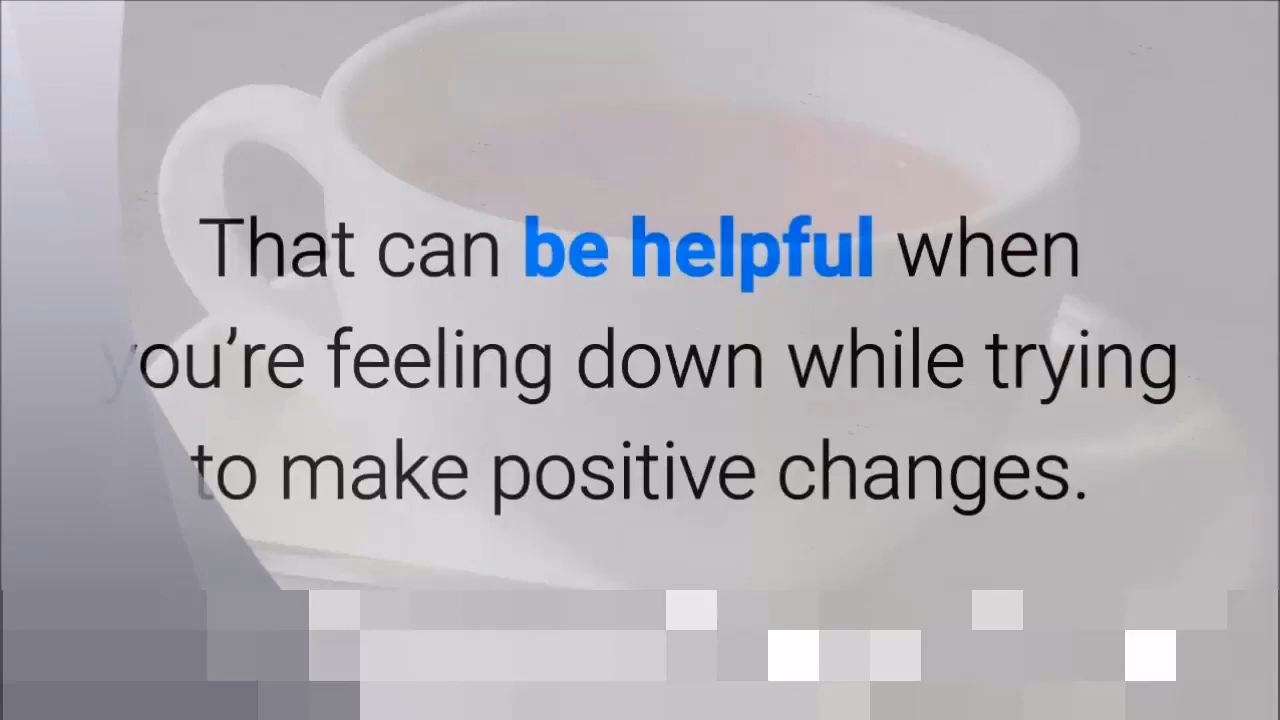 That can be helpful when
you’re feeling down while trying
to make positive changes.